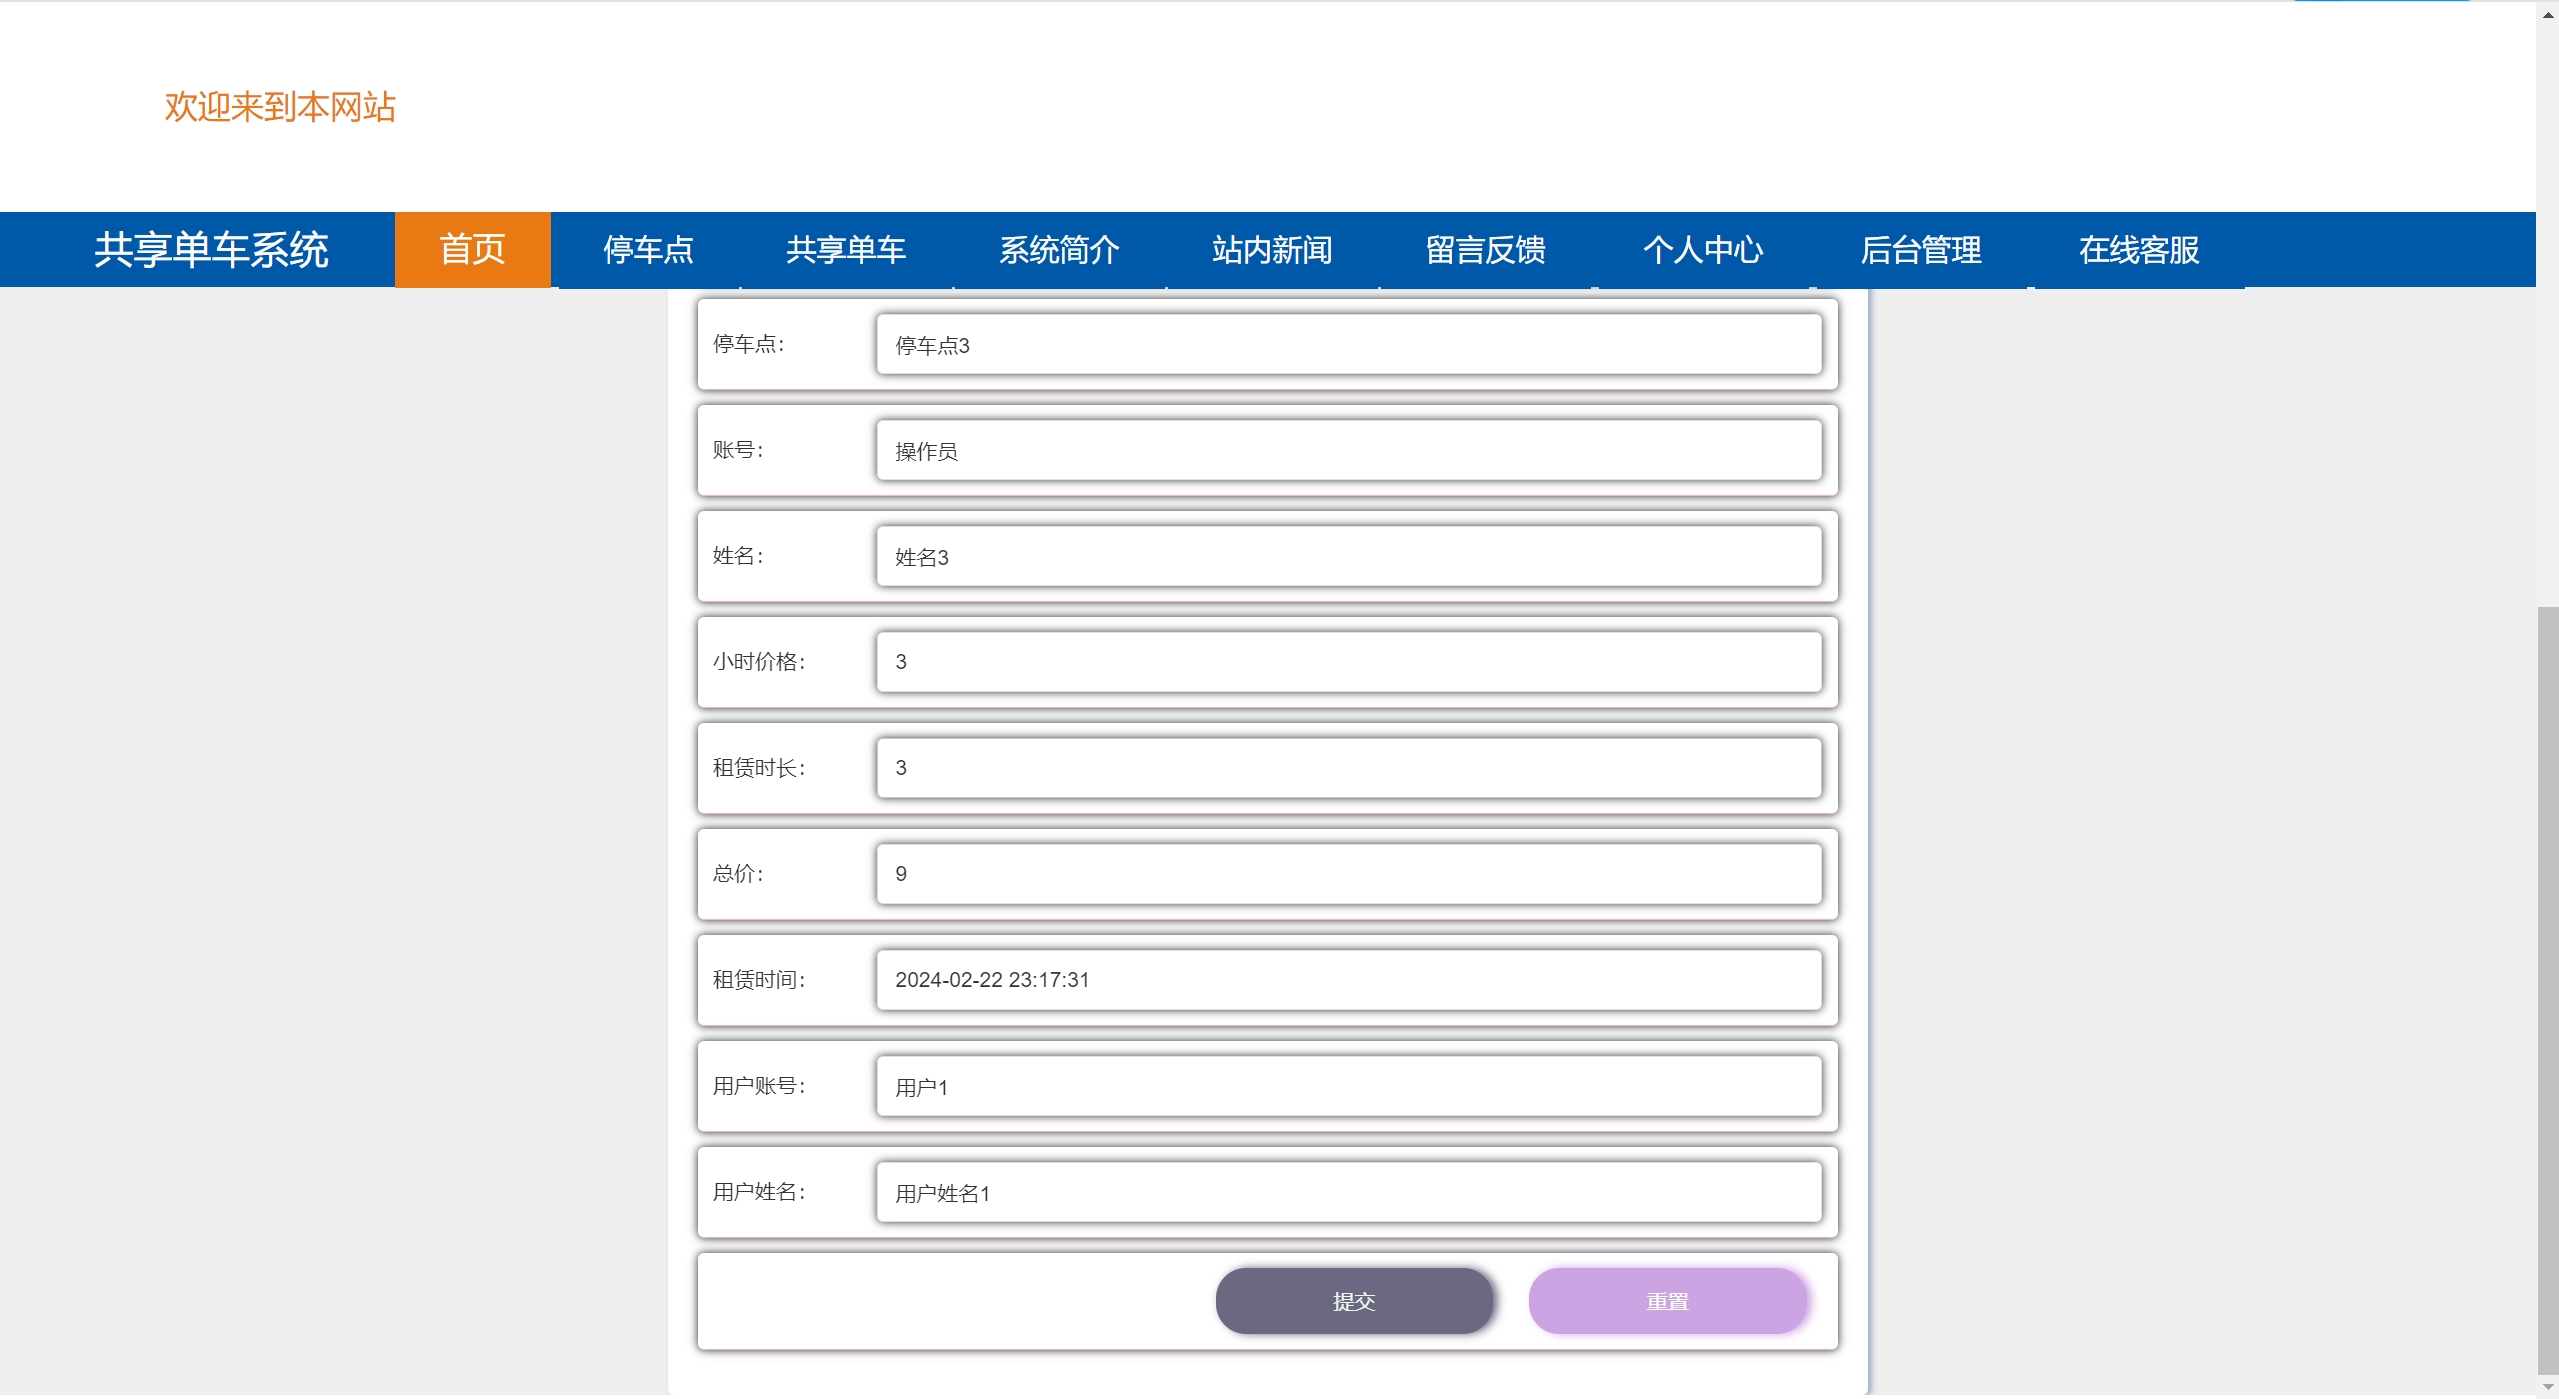 欢迎来到本网站
共享单车系统 首页 停车点 共享单车 系统简介 站内新闻 留言反馈 个人中心 后台管理 在线客服
停车点: 停车点3
账号: 操作员
姓名: 姓名3
小时价格: 3
租赁时长: 3
总价: 9
租赁时间: 2024-02-22 23:17:31
用户账号: 用户1
用户姓名: 用户姓名1
提交 重置